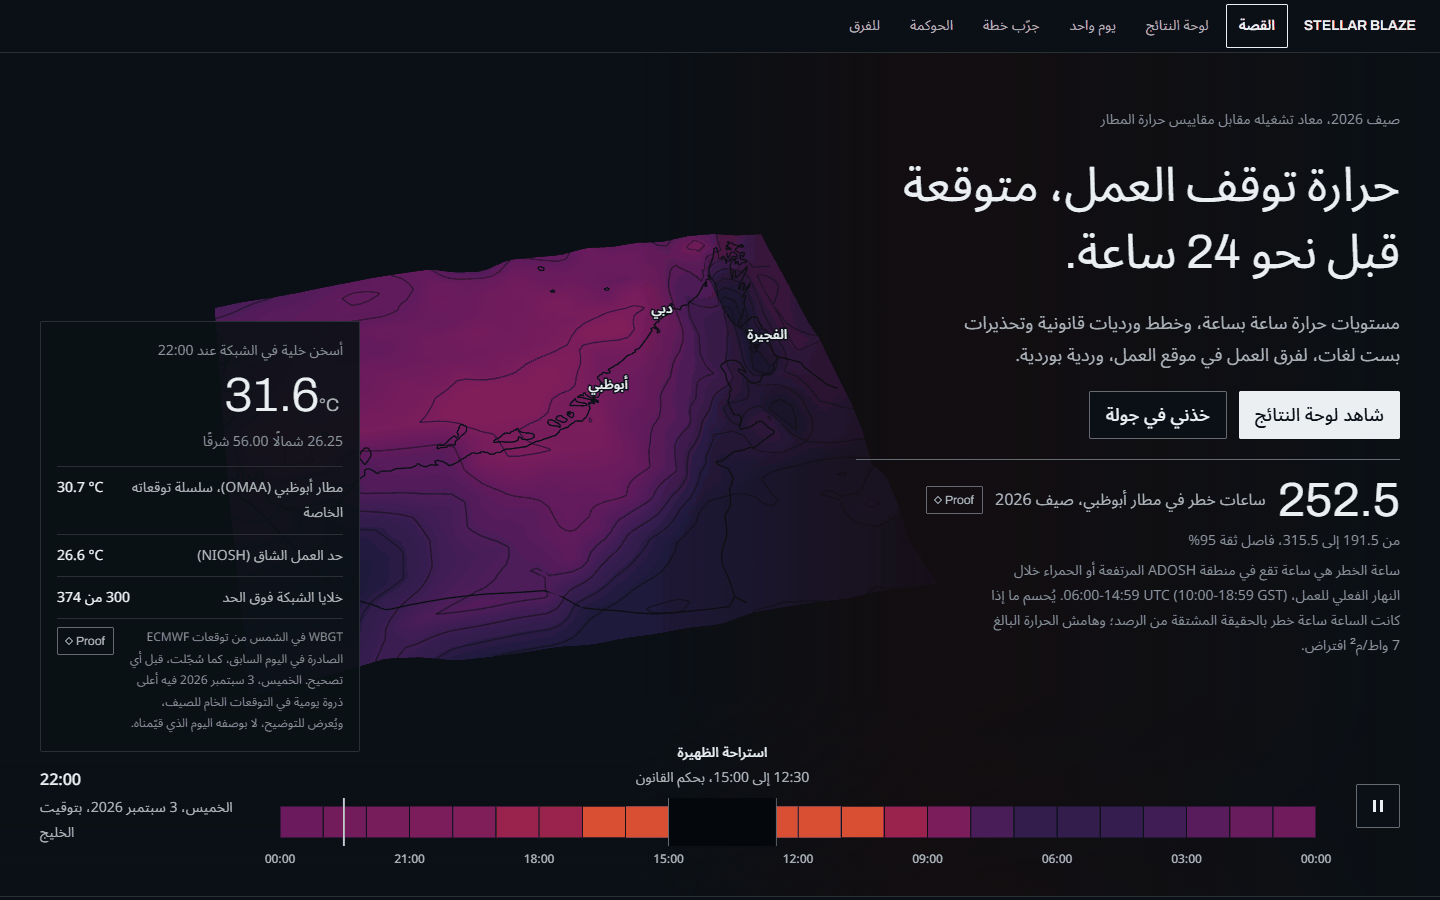 STELLAR BLAZE
القصة
لوحة النتائج
يوم واحد
جرّب خطة
الحوكمة
للفرق
صيف 2026، معاد تشغيله مقابل مقاييس حرارة المطار
حرارة توقف العمل، متوقعة
قبل نحو 24 ساعة.
مستويات حرارة ساعة بساعة، وخطط ورديات قانونية وتحذيرات
بست لغات، لفرق العمل في موقع العمل، وردية بوردية.
شاهد لوحة النتائج
خذني في جولة
252.5 ساعات خطر في مطار أبوظبي، صيف 2026 ◇ Proof
من 191.5 إلى 315.5، فاصل ثقة 95%
ساعة الخطر هي ساعة تقع في منطقة ADOSH المرتفعة أو الحمراء خلال
النهار الفعلي للعمل، 06:00-14:59 UTC (10:00-18:59 GST). يُحسم ما إذا
كانت الساعة ساعة خطر بالحقيقة المشتقة من الرصد؛ وهامش الحرارة البالغ
7 واط/م² افتراض.
دبي
الفجيرة
أبوظبي
أسخن خلية في الشبكة عند 22:00
31.6°C
26.25 شمالًا 56.00 شرقًا
مطار أبوظبي (OMAA)، سلسلة توقعاته 30.7 °C
الخاصة
حد العمل الشاق (NIOSH) 26.6 °C
خلايا الشبكة فوق الحد 300 من 374
WBGT في الشمس من توقعات ECMWF ◇ Proof
الصادرة في اليوم السابق، كما سُجّلت، قبل أي
تصحيح. الخميس، 3 سبتمبر 2026 فيه أعلى
ذروة يومية في التوقعات الخام للصيف،
ويُعرض للتوضيح، لا بوصفه اليوم الذي قيّمناه.
استراحة الظهيرة
12:30 إلى 15:00، بحكم القانون
22:00
الخميس، 3 سبتمبر 2026، بتوقيت
الخليج
00:00 03:00 06:00 09:00 12:00 15:00 18:00 21:00 00:00